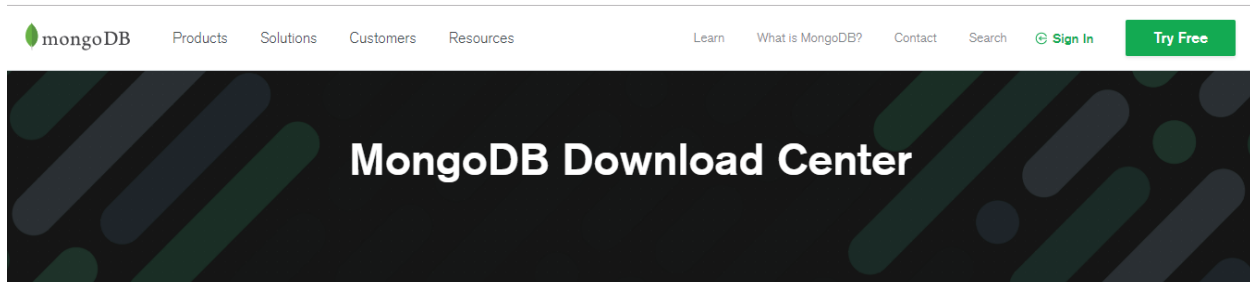 mongoDB Products Solutions Customers Resources Learn What is MongoDB? Contact Search Sign In Try Free
MongoDB Download Center